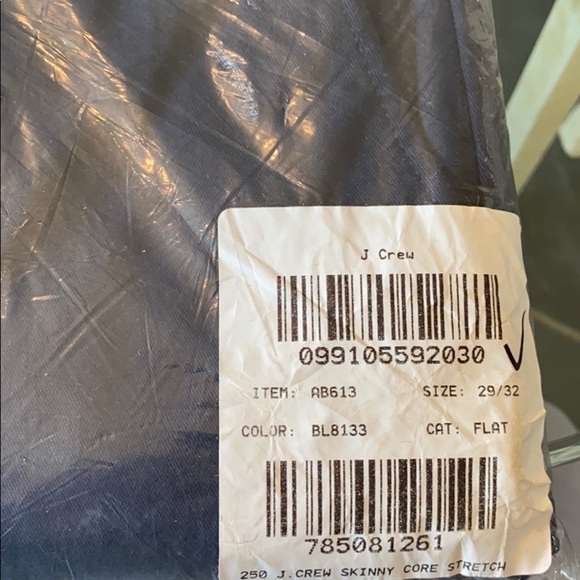 J Crew
099105592030
ITEM: AB613 SIZE: 29/32
COLOR: BL8133 CAT: FLAT
785081261
250 J.CREW SKINNY CORE STRETCH